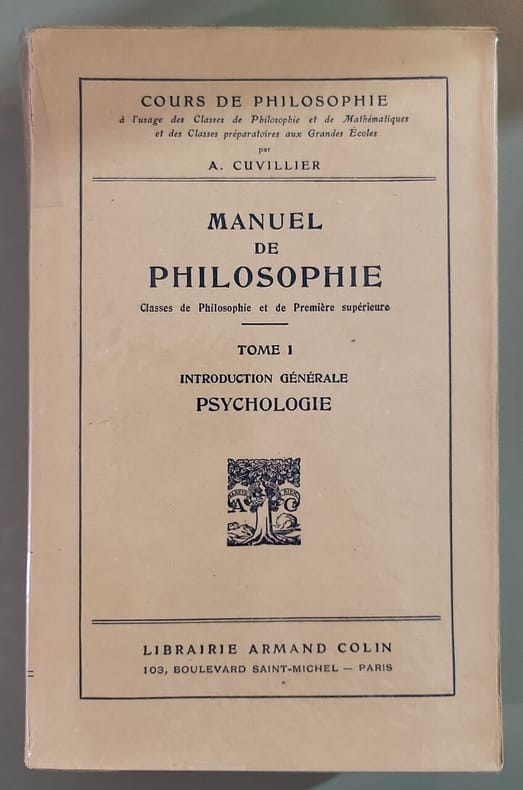 COURS DE PHILOSOPHIE
à l'usage des Classes de Philosophie et de Mathématiques
et des Classes préparatoires aux Grandes Écoles
par
A. CUVILLIER
MANUEL
DE
PHILOSOPHIE
Classes de Philosophie et de Première supérieure
TOME I
INTRODUCTION GÉNÉRALE
PSYCHOLOGIE
A C
LIBRAIRIE ARMAND COLIN
103, BOULEVARD SAINT-MICHEL — PARIS